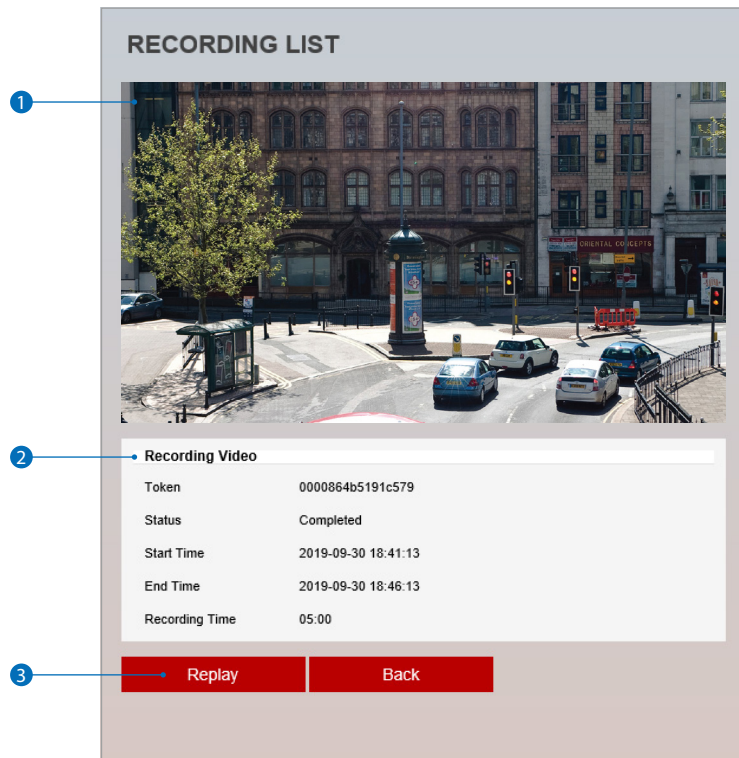 RECORDING LIST
1
ORIENTAL CONCEPTS
2
Recording Video
Token 0000864b5191c579
Status Completed
Start Time 2019-09-30 18:41:13
End Time 2019-09-30 18:46:13
Recording Time 05:00
3
Replay Back